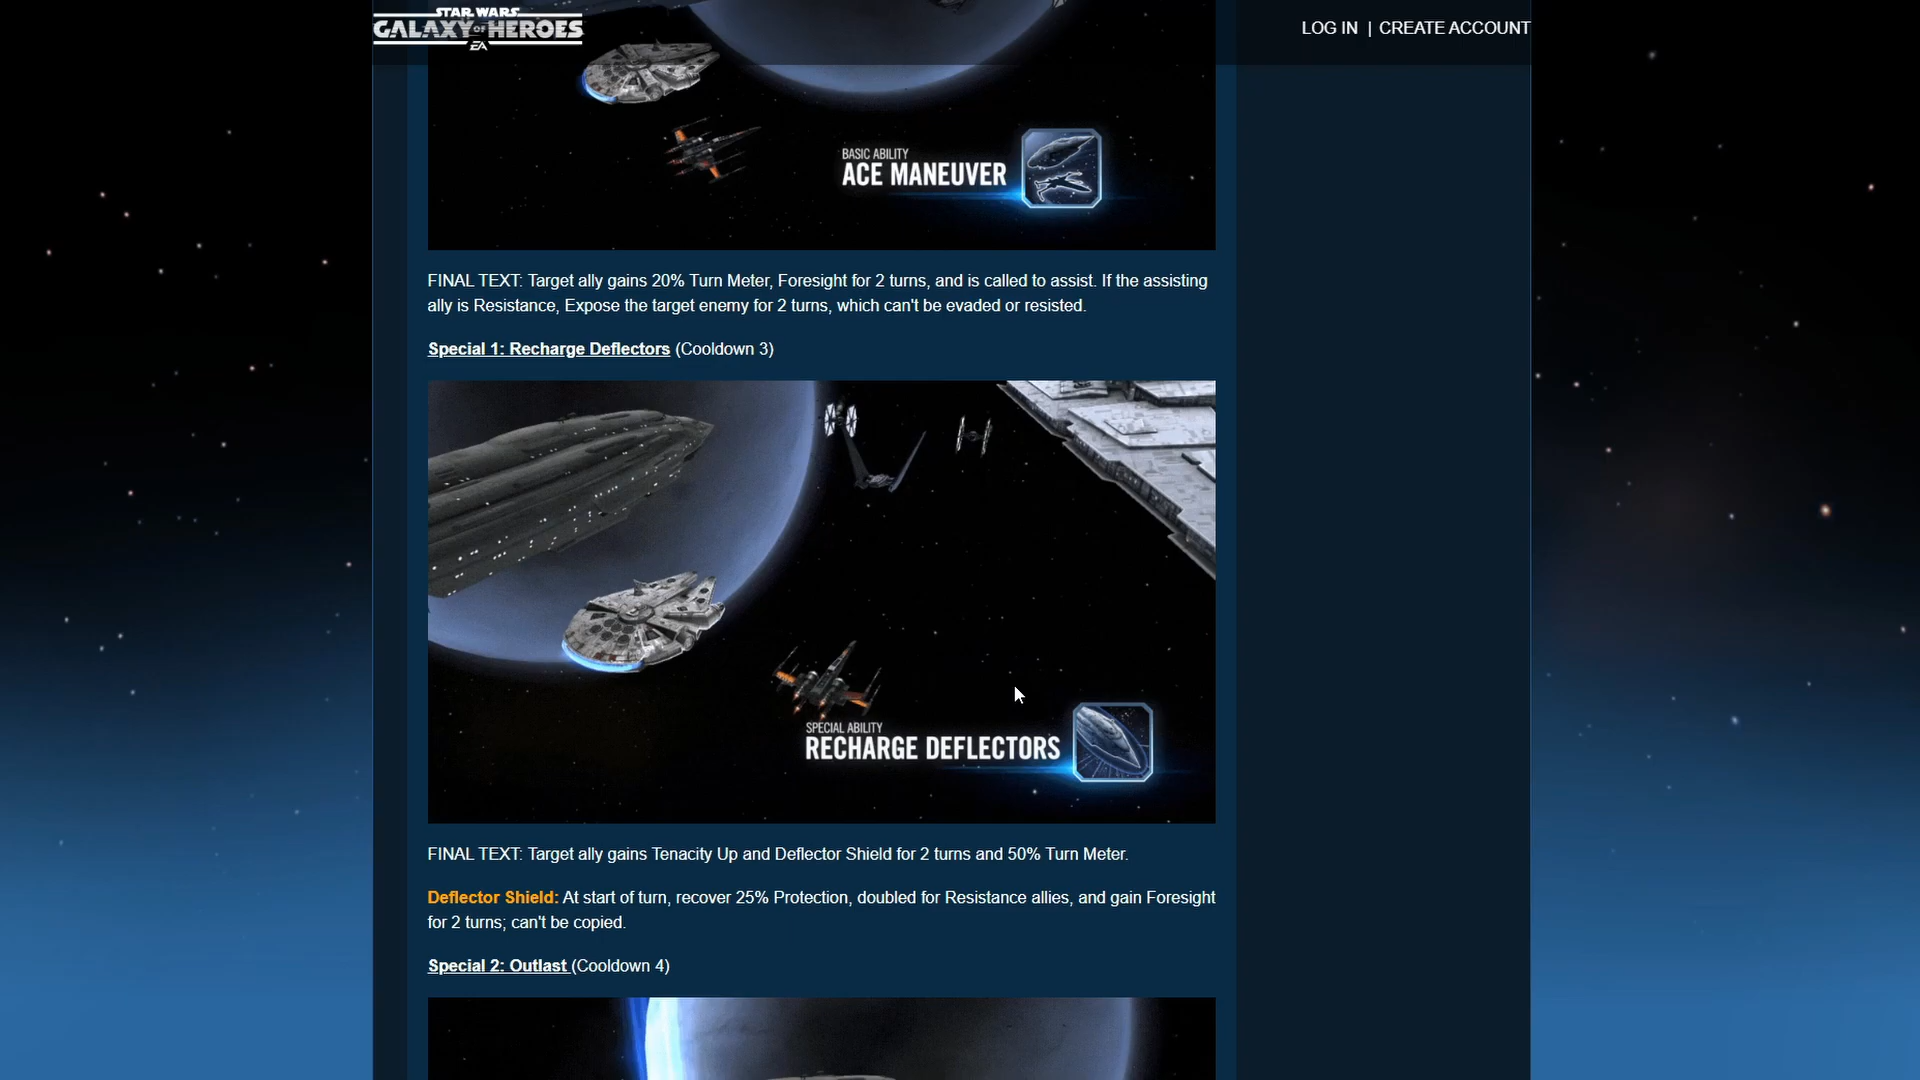 STAR WARS
GALAXY OF HEROES
EA
LOG IN | CREATE ACCOUNT
BASIC ABILITY
ACE MANEUVER
FINAL TEXT: Target ally gains 20% Turn Meter, Foresight for 2 turns, and is called to assist. If the assisting
ally is Resistance, Expose the target enemy for 2 turns, which can't be evaded or resisted.
Special 1: Recharge Deflectors (Cooldown 3)
SPECIAL ABILITY
RECHARGE DEFLECTORS
FINAL TEXT: Target ally gains Tenacity Up and Deflector Shield for 2 turns and 50% Turn Meter.
Deflector Shield: At start of turn, recover 25% Protection, doubled for Resistance allies, and gain Foresight
for 2 turns; can't be copied.
Special 2: Outlast (Cooldown 4)